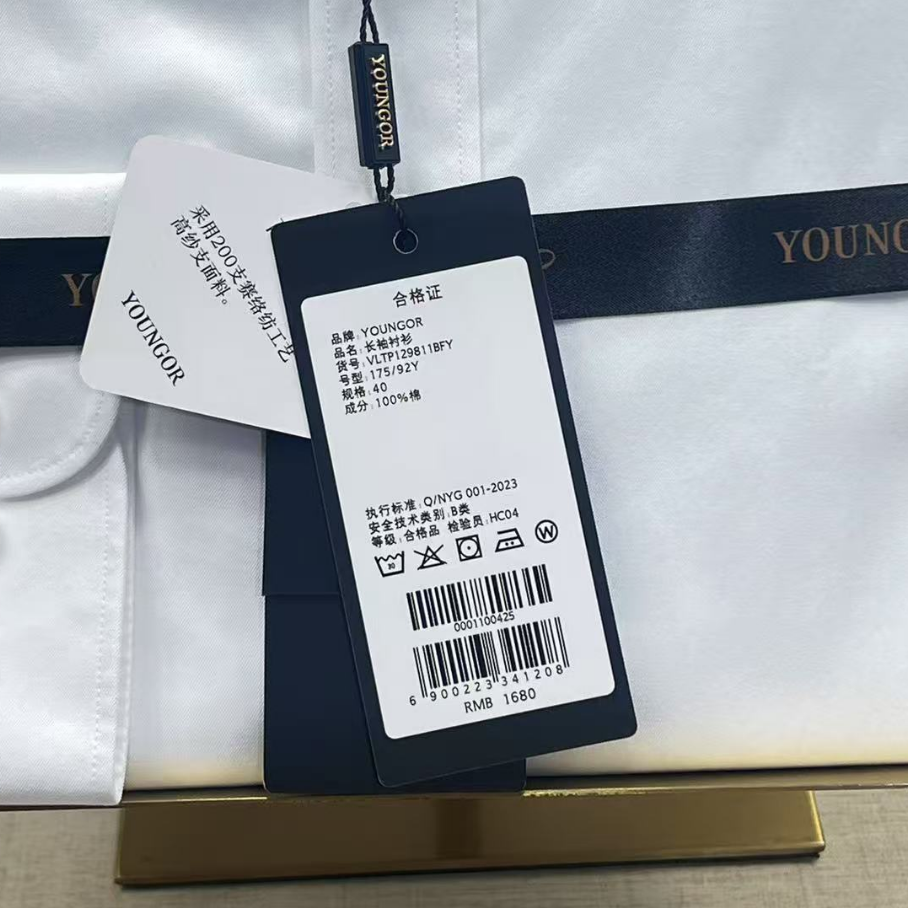 YOUNGOR
采用200支赛络纺工艺
高纱支面料。
YOUNGOR
合格证
品牌: YOUNGOR
品名: 长袖衬衫
货号: VLTP129811BFY
号型: 175/92Y
规格: 40
成分: 100%棉
执行标准: Q/NYG 001-2023
安全技术类别: B类
等级: 合格品 检验员: HC04
30
W
0001100425
6 900223 341208
RMB 1680
YO
YOUNG